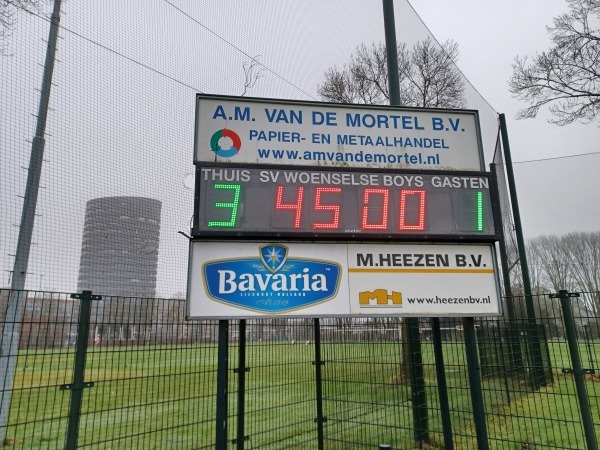 A.M. VAN DE MORTEL B.V.
PAPIER- EN METAALHANDEL
www.amvandemortel.nl
THUIS SV WOENSELSE BOYS GASTEN
3 45 00 1
Bavaria
M.HEEZEN B.V.
www.heezenbv.nl